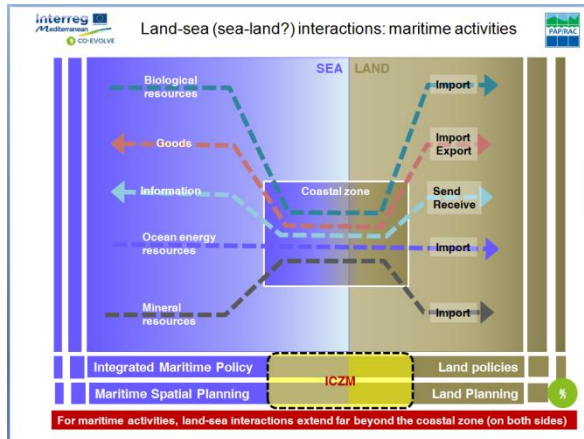 Interreg
Mediterranean
CO-EVOLVE
Land-sea (sea-land?) interactions: maritime activities
PAP/RAC
SEA LAND
Biological
resources
Import
Goods
Import
Export
Information
Coastal zone
Send
Receive
Ocean energy
resources
Import
Mineral
resources
Import
Integrated Maritime Policy
Land policies
ICZM
Maritime Spatial Planning
Land Planning
For maritime activities, land-sea interactions extend far beyond the coastal zone (on both sides)